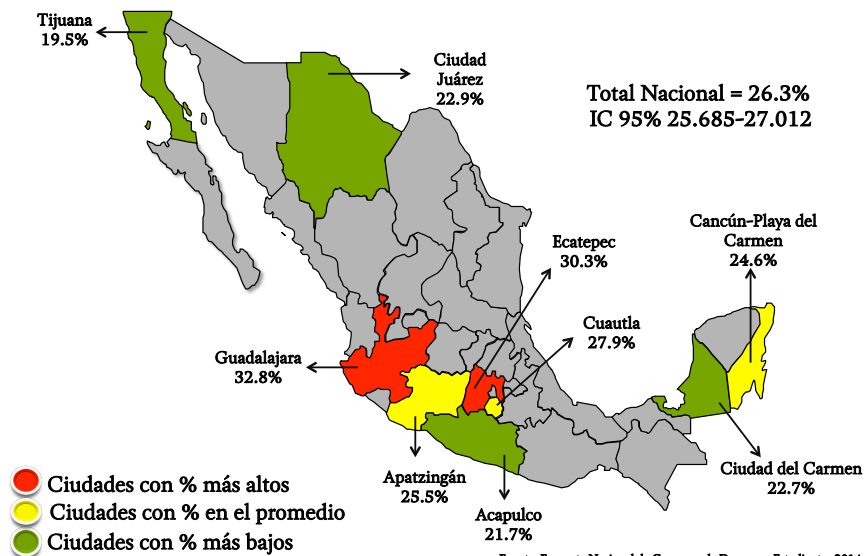 Tijuana
19.5%
Ciudad
Juárez
22.9%
Total Nacional = 26.3%
IC 95% 25.685-27.012
Cancún-Playa del
Carmen
24.6%
Ecatepec
30.3%
Cuautla
27.9%
Guadalajara
32.8%
Apatzingán
25.5%
Acapulco
21.7%
Ciudad del Carmen
22.7%
Ciudades con % más altos
Ciudades con % en el promedio
Ciudades con % más bajos